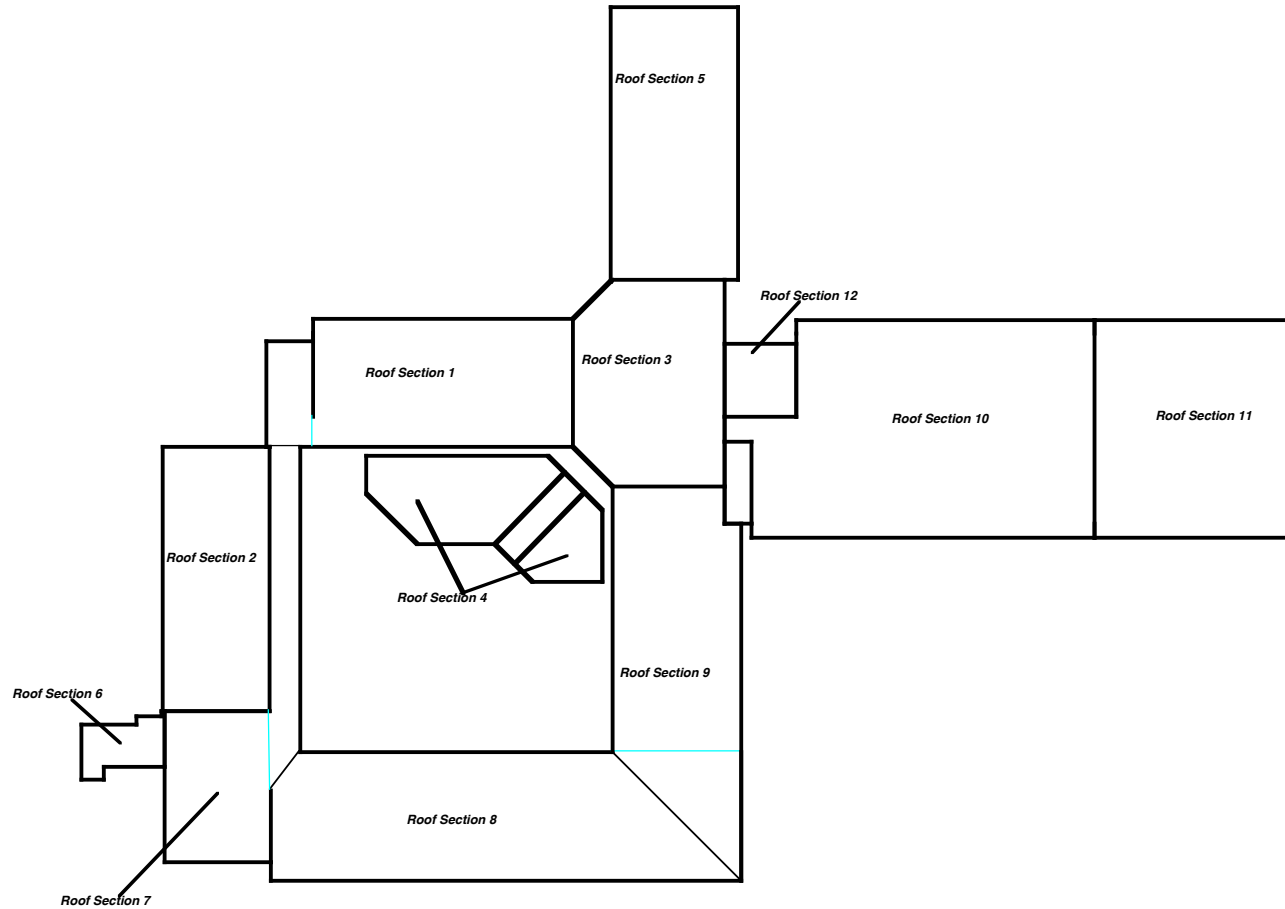 Roof Section 5
Roof Section 12
Roof Section 3
Roof Section 1
Roof Section 10
Roof Section 11
Roof Section 2
Roof Section 4
Roof Section 9
Roof Section 6
Roof Section 8
Roof Section 7